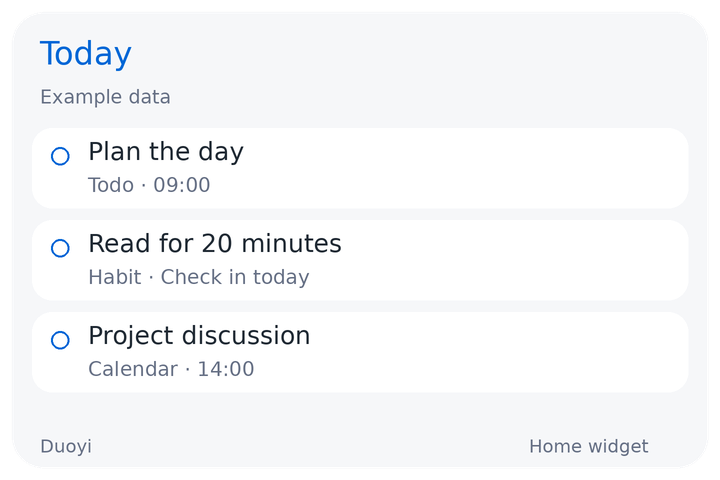 Today
Example data
Plan the day
Todo · 09:00
Read for 20 minutes
Habit · Check in today
Project discussion
Calendar · 14:00
Duoyi
Home widget